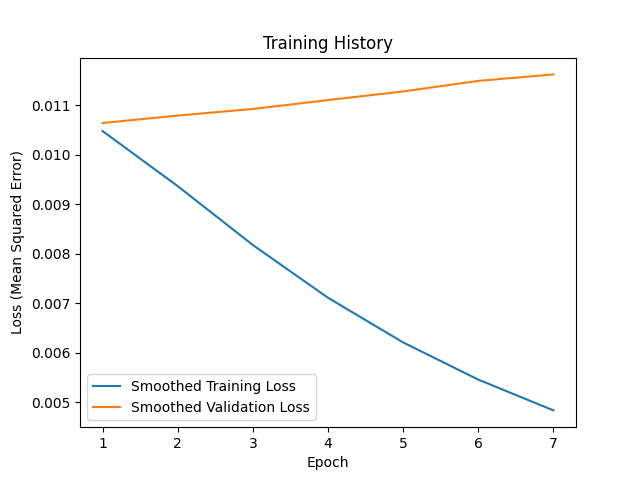 Training History
Loss (Mean Squared Error)
0.011
0.010
0.009
0.008
0.007
0.006
0.005
Smoothed Training Loss
Smoothed Validation Loss
1 2 3 4 5 6 7
Epoch